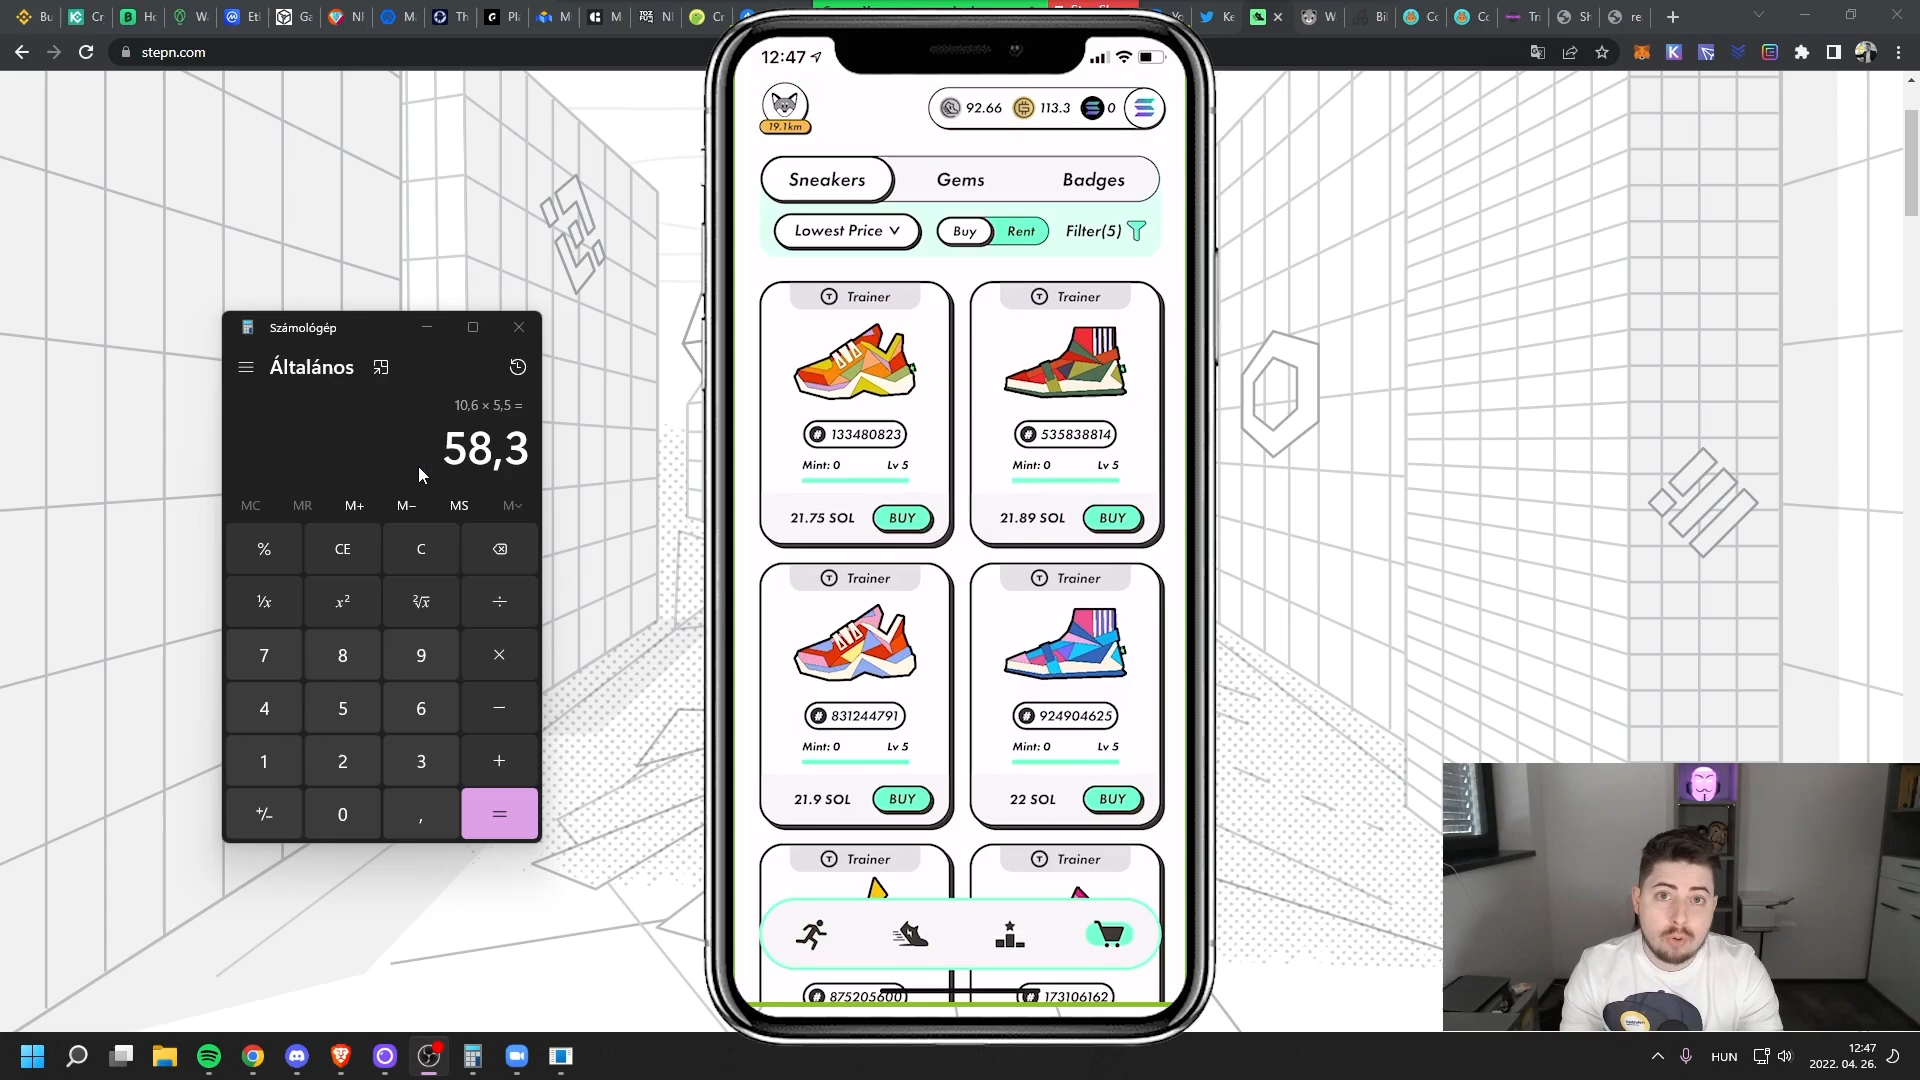 stepn.com
12:47
19.1km
92.66 113.3 0
Sneakers Gems Badges
Lowest Price Buy Rent Filter(5)
Trainer Trainer
133480823 535838814
Mint: 0 Lv 5 Mint: 0 Lv 5
21.75 SOL BUY 21.89 SOL BUY
Trainer Trainer
831244791 924904625
Mint: 0 Lv 5 Mint: 0 Lv 5
21.9 SOL BUY 22 SOL BUY
Trainer Trainer
875205600 173106162
Számológép
Általános
10,6 × 5,5 =
58,3
MC MR M+ M− MS M
% CE C
¹/x x² ²√x ÷
7 8 9 ×
4 5 6 −
1 2 3 +
+/− 0 , =
HUN
12:47
2022. 04. 26.